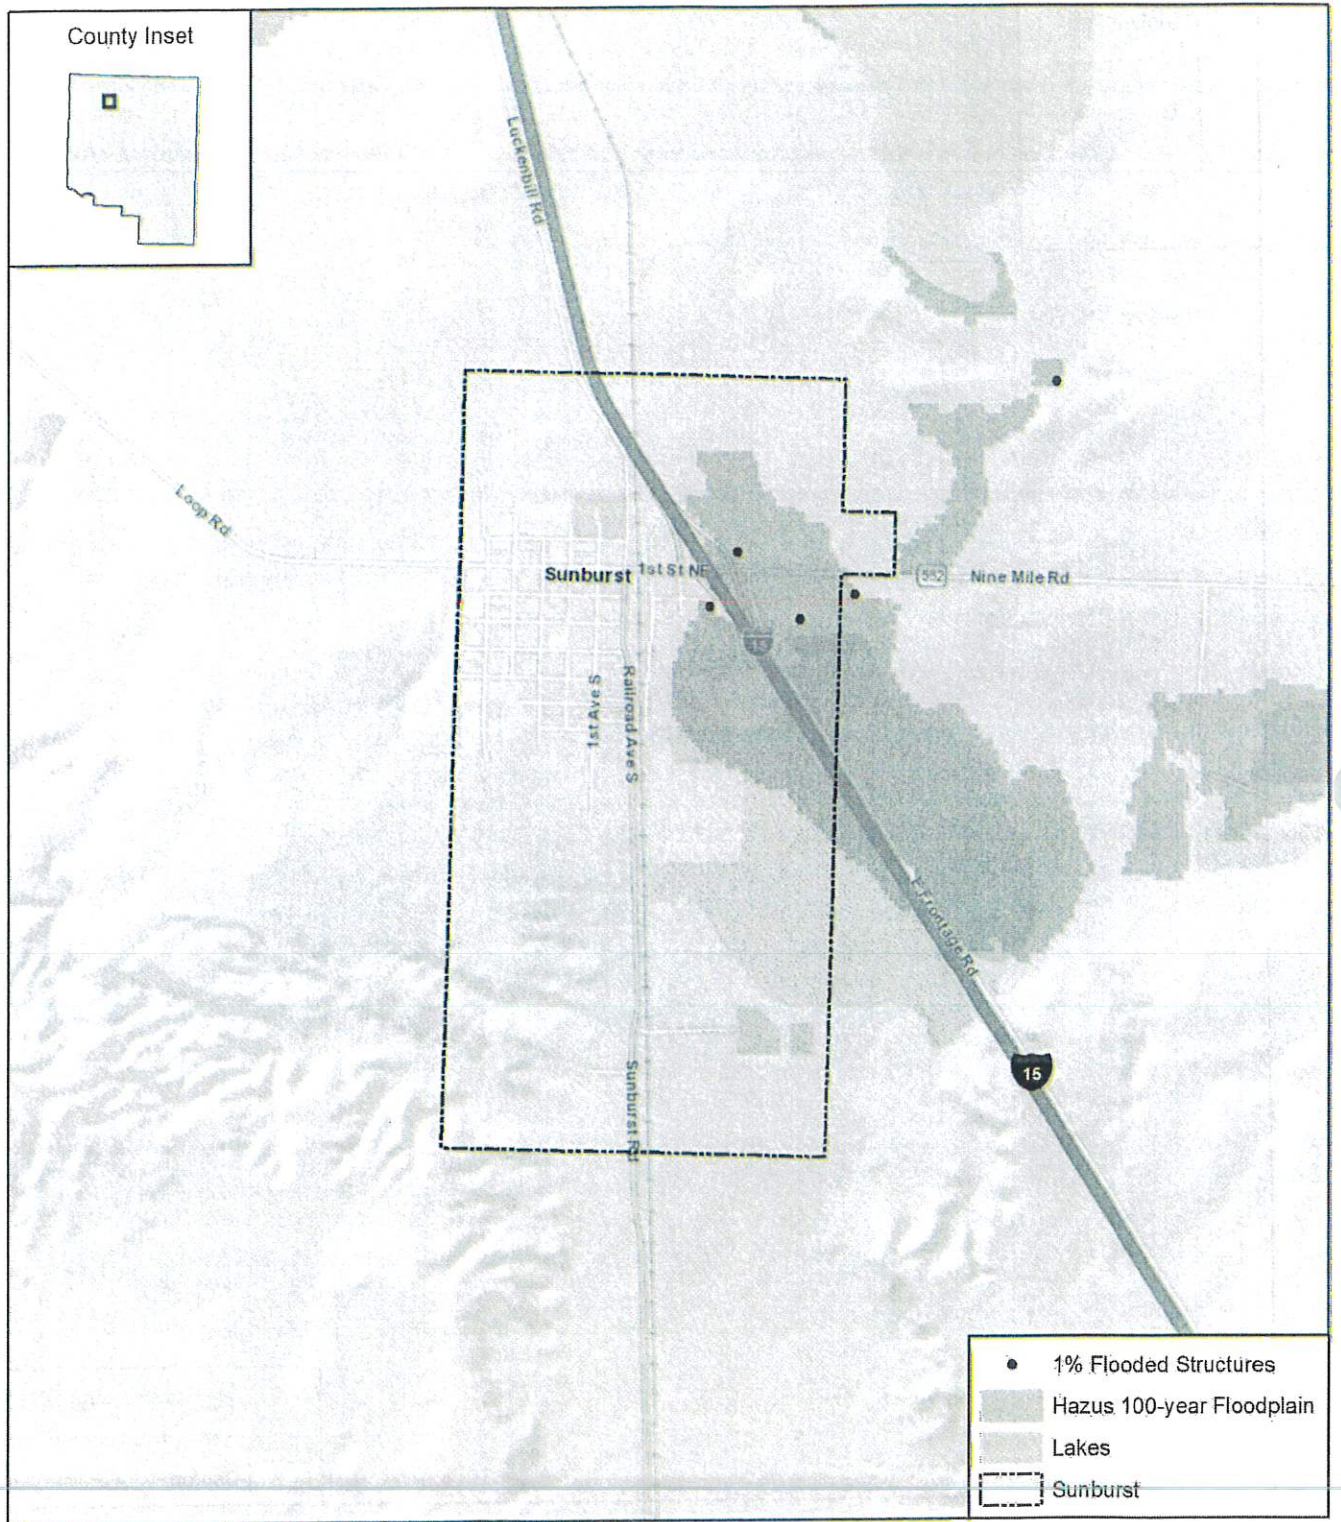 County Inset
Luckenbill Rd
Loop Rd
Sunburst
1st St NE
552
Nine Mile Rd
15
1st Ave S
Railroad Ave S
E Frontage Rd
15
Sunburst Rd
1% Flooded Structures
Hazus 100-year Floodplain
Lakes
Sunburst